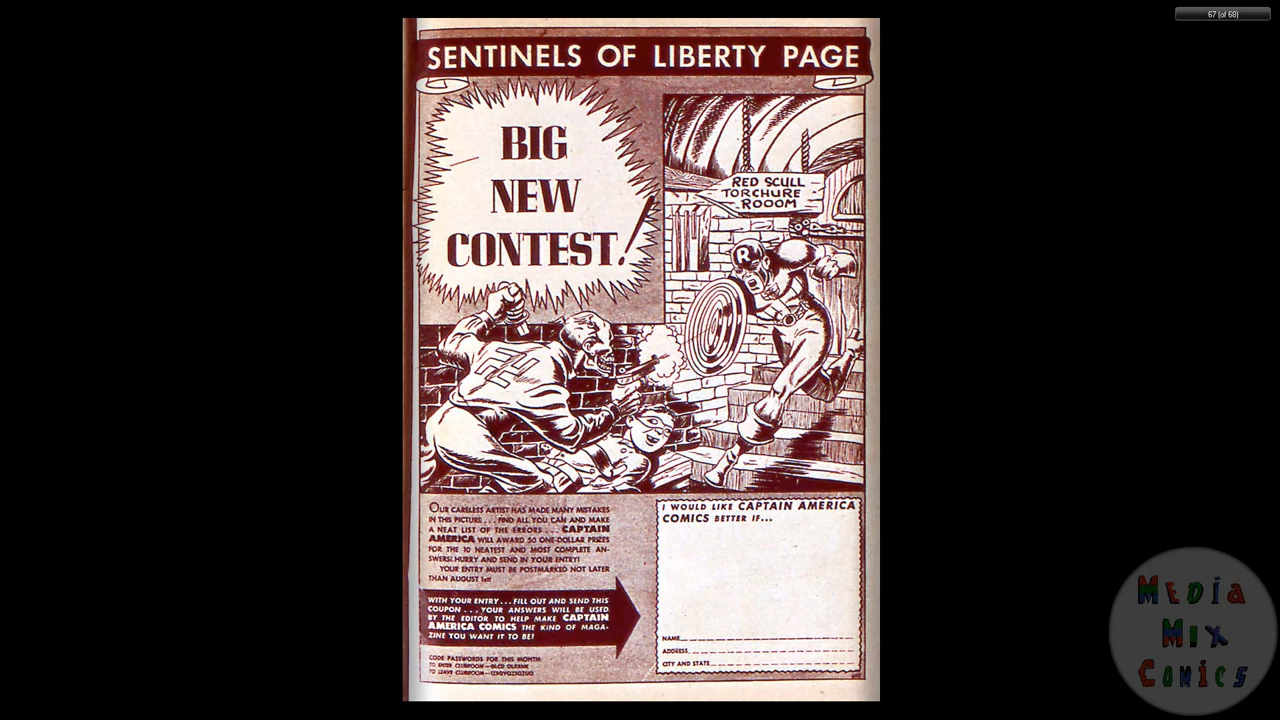 67 (of 68)
SENTINELS OF LIBERTY PAGE
BIG
NEW
CONTEST!
RED SCULL
TORCHURE
ROOOM
R
OUR CARELESS ARTIST HAS MADE MANY MISTAKES
IN THIS PICTURE . . . FIND ALL YOU CAN AND MAKE
A NEAT LIST OF THE ERRORS . . . CAPTAIN
AMERICA WILL AWARD 50 ONE-DOLLAR PRIZES
FOR THE 10 NEATEST AND MOST COMPLETE AN-
SWERS! HURRY AND SEND IN YOUR ENTRY!
YOUR ENTRY MUST BE POSTMARKED NOT LATER
THAN AUGUST 1st!
WITH YOUR ENTRY . . . FILL OUT AND SEND THIS
COUPON . . . YOUR ANSWERS WILL BE USED
BY THE EDITOR TO HELP MAKE CAPTAIN
AMERICA COMICS THE KIND OF MAGA-
ZINE YOU WANT IT TO BE!
CODE PASSWORDS FOR THIS MONTH:
TO ENTER CLUBROOM—
TO LEAVE CLUBROOM—
I WOULD LIKE CAPTAIN AMERICA
COMICS BETTER IF...
NAME
ADDRESS
CITY AND STATE
MEDIA
MIX
COMICS